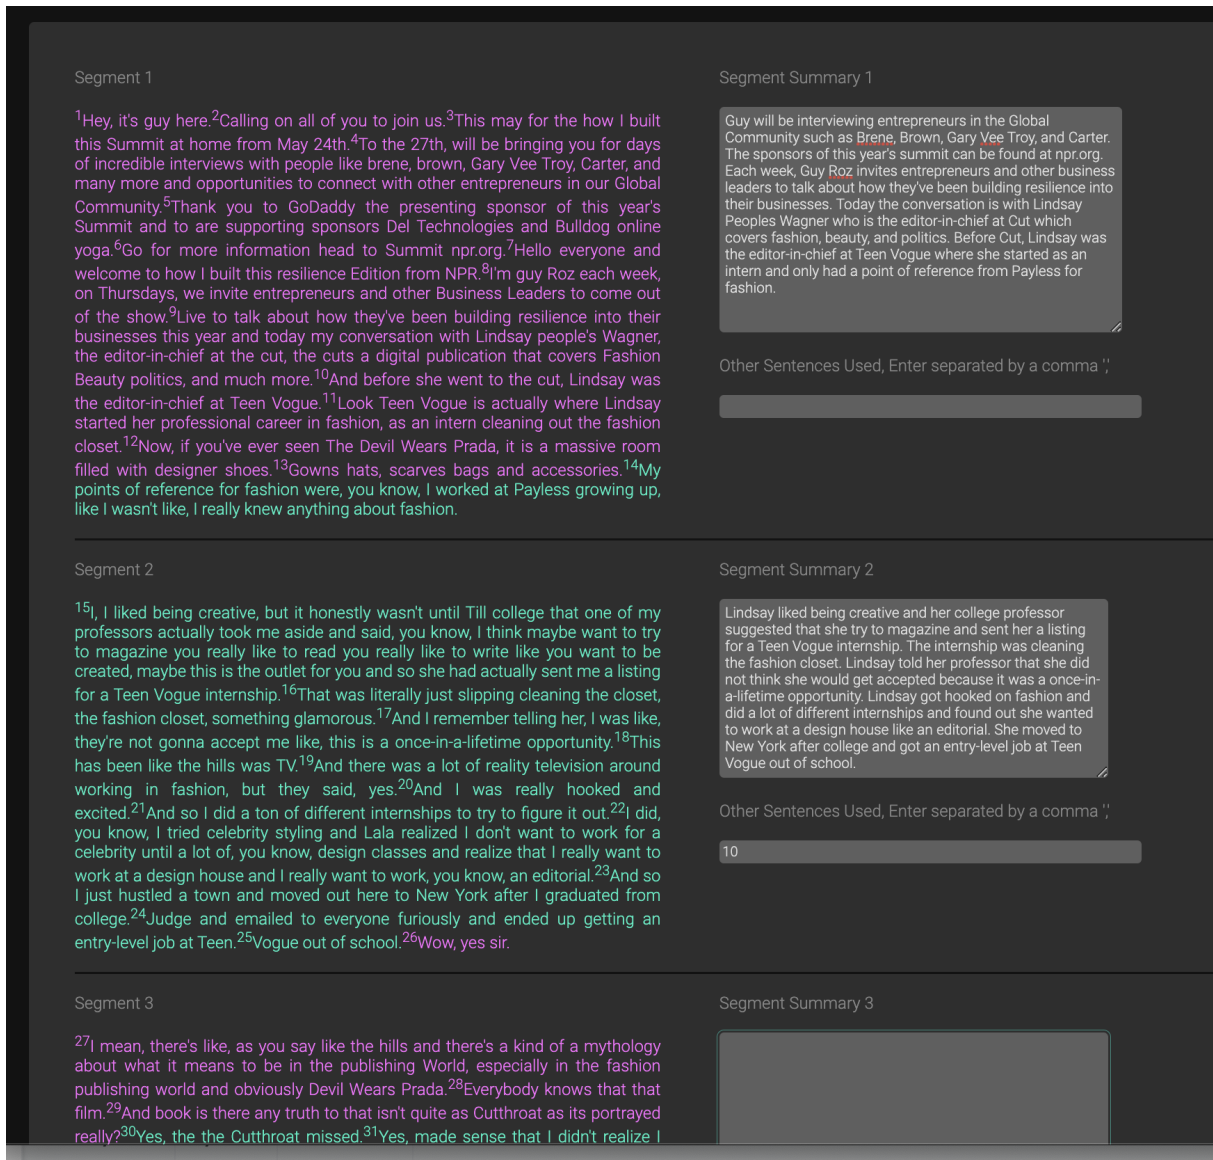 Segment 1
¹Hey, it's guy here.²Calling on all of you to join us.³This may for the how I built
this Summit at home from May 24th.⁴To the 27th, will be bringing you for days
of incredible interviews with people like brene, brown, Gary Vee Troy, Carter, and
many more and opportunities to connect with other entrepreneurs in our Global
Community.⁵Thank you to GoDaddy the presenting sponsor of this year's
Summit and to are supporting sponsors Del Technologies and Bulldog online
yoga.⁶Go for more information head to Summit npr.org.⁷Hello everyone and
welcome to how I built this resilience Edition from NPR.⁸I'm guy Roz each week,
on Thursdays, we invite entrepreneurs and other Business Leaders to come out
of the show.⁹Live to talk about how they've been building resilience into their
businesses this year and today my conversation with Lindsay people's Wagner,
the editor-in-chief at the cut, the cuts a digital publication that covers Fashion
Beauty politics, and much more.¹⁰And before she went to the cut, Lindsay was
the editor-in-chief at Teen Vogue.¹¹Look Teen Vogue is actually where Lindsay
started her professional career in fashion, as an intern cleaning out the fashion
closet.¹²Now, if you've ever seen The Devil Wears Prada, it is a massive room
filled with designer shoes.¹³Gowns hats, scarves bags and accessories.¹⁴My
points of reference for fashion were, you know, I worked at Payless growing up,
like I wasn't like, I really knew anything about fashion.
Segment Summary 1
Guy will be interviewing entrepreneurs in the Global
Community such as Brene, Brown, Gary Vee Troy, and Carter.
The sponsors of this year's summit can be found at npr.org.
Each week, Guy Roz invites entrepreneurs and other business
leaders to talk about how they've been building resilience into
their businesses. Today the conversation is with Lindsay
Peoples Wagner who is the editor-in-chief at Cut which
covers fashion, beauty, and politics. Before Cut, Lindsay was
the editor-in-chief at Teen Vogue where she started as an
intern and only had a point of reference from Payless for
fashion.
Other Sentences Used, Enter separated by a comma ','
Segment 2
¹⁵I, I liked being creative, but it honestly wasn't until Till college that one of my
professors actually took me aside and said, you know, I think maybe want to try
to magazine you really like to read you really like to write like you want to be
created, maybe this is the outlet for you and so she had actually sent me a listing
for a Teen Vogue internship.¹⁶That was literally just slipping cleaning the closet,
the fashion closet, something glamorous.¹⁷And I remember telling her, I was like,
they're not gonna accept me like, this is a once-in-a-lifetime opportunity.¹⁸This
has been like the hills was TV.¹⁹And there was a lot of reality television around
working in fashion, but they said, yes.²⁰And I was really hooked and
excited.²¹And so I did a ton of different internships to try to figure it out.²²I did,
you know, I tried celebrity styling and Lala realized I don't want to work for a
celebrity until a lot of, you know, design classes and realize that I really want to
work at a design house and I really want to work, you know, an editorial.²³And so
I just hustled a town and moved out here to New York after I graduated from
college.²⁴Judge and emailed to everyone furiously and ended up getting an
entry-level job at Teen.²⁵Vogue out of school.²⁶Wow, yes sir.
Segment Summary 2
Lindsay liked being creative and her college professor
suggested that she try to magazine and sent her a listing
for a Teen Vogue internship. The internship was cleaning
the fashion closet. Lindsay told her professor that she did
not think she would get accepted because it was a once-in-
a-lifetime opportunity. Lindsay got hooked on fashion and
did a lot of different internships and found out she wanted
to work at a design house like an editorial. She moved to
New York after college and got an entry-level job at Teen
Vogue out of school.
Other Sentences Used, Enter separated by a comma ','
10
Segment 3
²⁷I mean, there's like, as you say like the hills and there's a kind of a mythology
about what it means to be in the publishing World, especially in the fashion
publishing world and obviously Devil Wears Prada.²⁸Everybody knows that that
film.²⁹And book is there any truth to that isn't quite as Cutthroat as its portrayed
really?³⁰Yes, the the Cutthroat missed.³¹Yes, made sense that I didn't realize I
Segment Summary 3